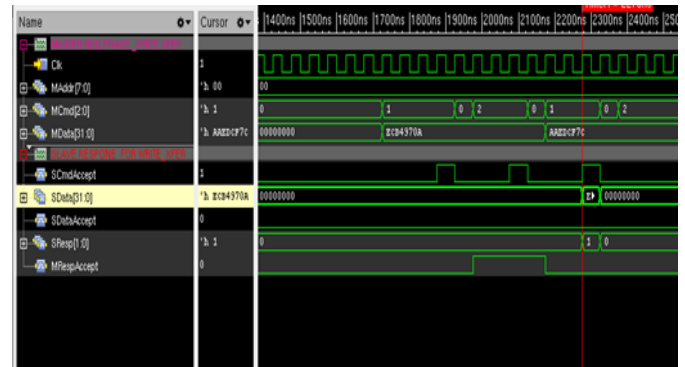 Name Cursor 1400ns 1500ns 1600ns 1700ns 1800ns 1900ns 2000ns 2100ns 2200ns 2300ns 2400ns
Clk 1
MAddr[7:0] 'h 00 00
MCmd[2:0] 'h 1 0 1 0 2 0 1 0 2
MData[31:0] 'h AAEDCF7C 00000000 ECB4970A AAEDCF7C
SCmdAccept 1
SData[31:0] 'h ECB4970A 00000000 E 00000000
SDataAccept 0
SResp[1:0] 'h 1 0 1 0
MRespAccept 0